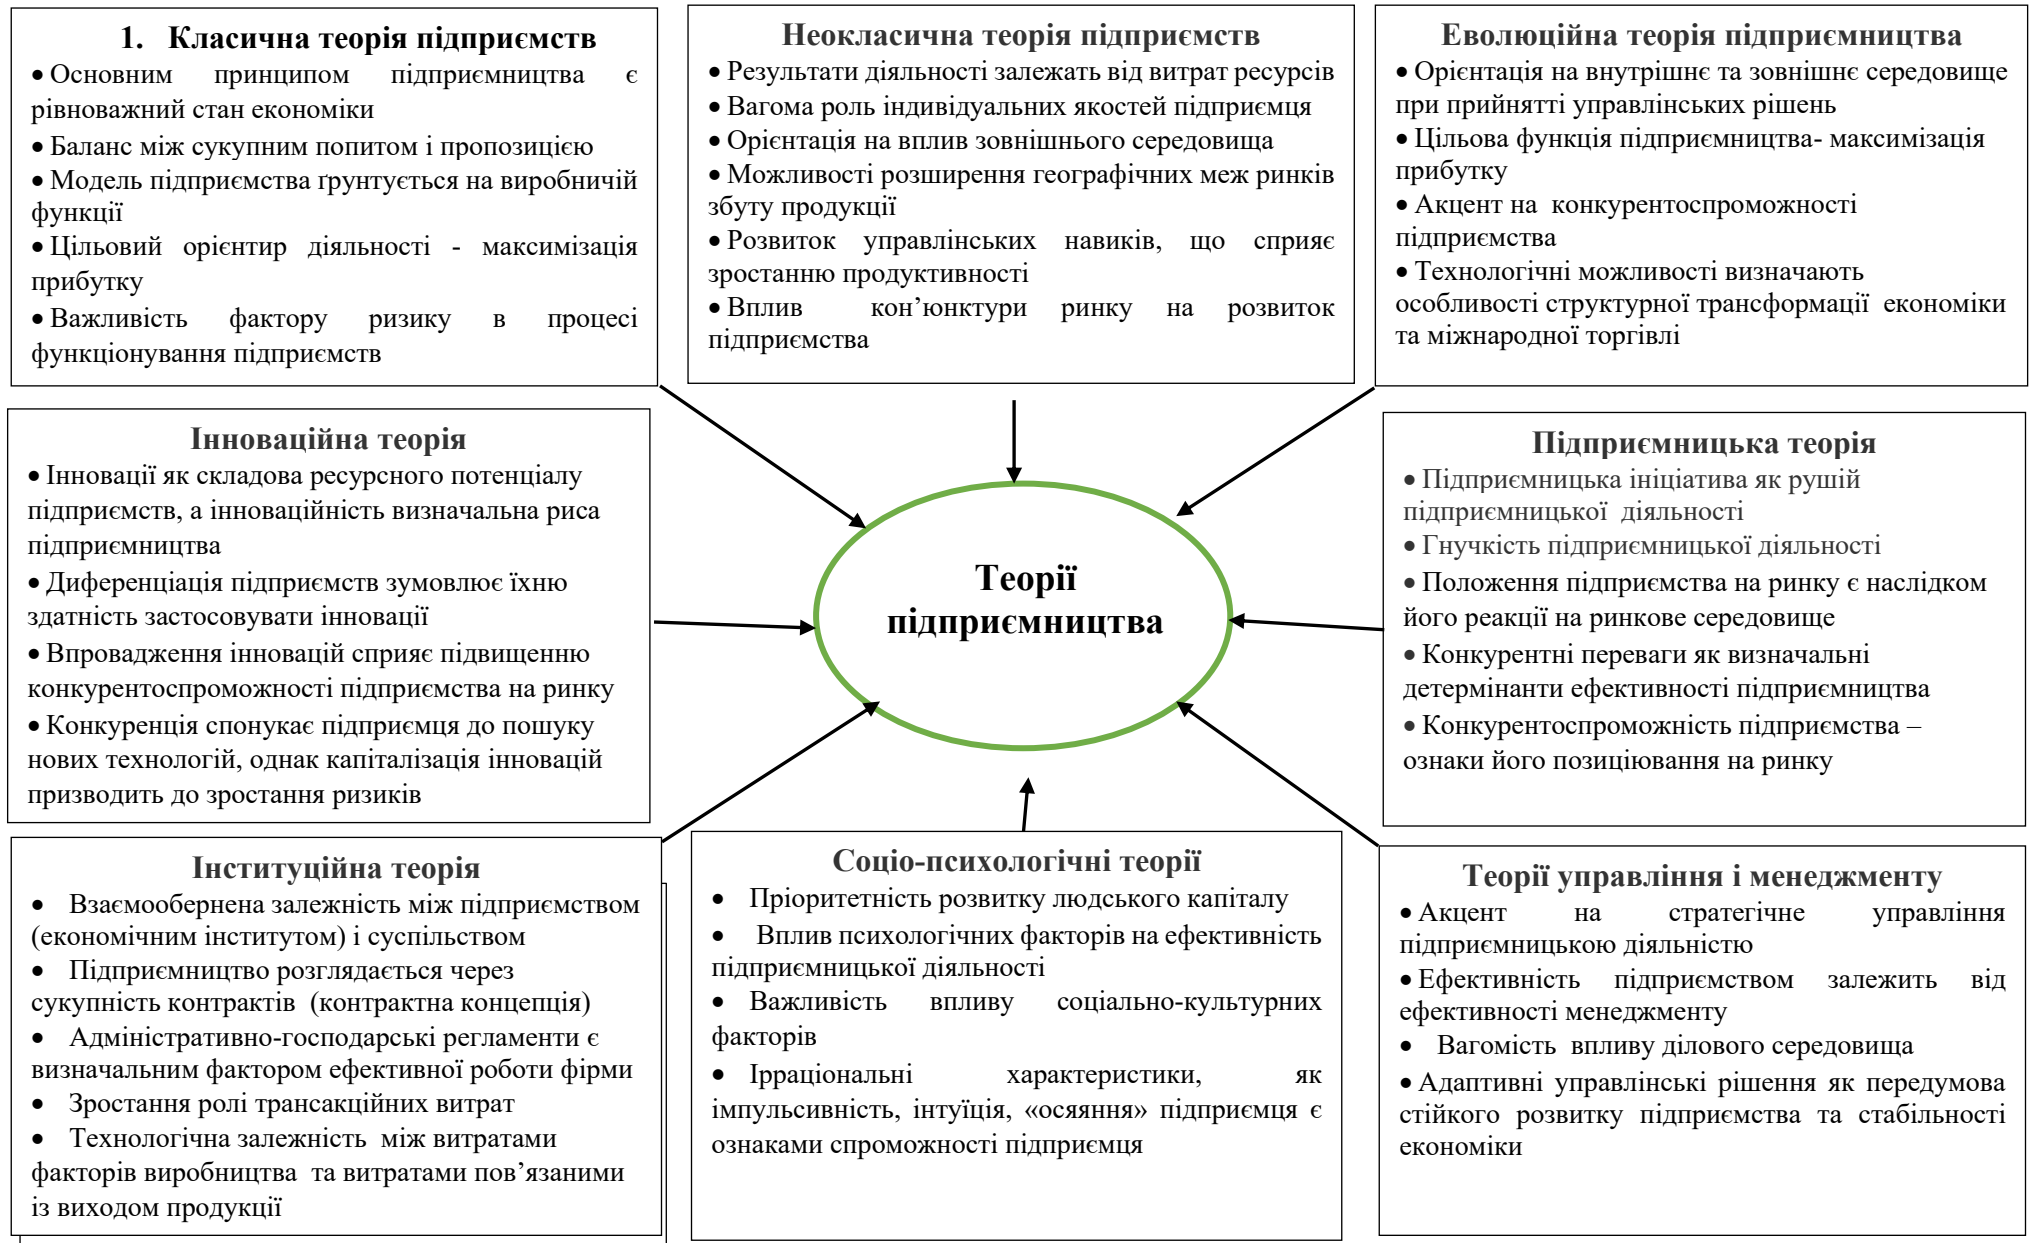 1. Класична теорія підприємств
• Основним принципом підприємництва є
рівноважний стан економіки
• Баланс між сукупним попитом і пропозицією
• Модель підприємства ґрунтується на виробничій
функції
• Цільовий орієнтир діяльності - максимізація
прибутку
• Важливість фактору ризику в процесі
функціонування підприємств
Неокласична теорія підприємств
• Результати діяльності залежать від витрат ресурсів
• Вагома роль індивідуальних якостей підприємця
• Орієнтація на вплив зовнішнього середовища
• Можливості розширення географічних меж ринків
збуту продукції
• Розвиток управлінських навиків, що сприяє
зростанню продуктивності
• Вплив кон’юнктури ринку на розвиток
підприємства
Еволюційна теорія підприємництва
• Орієнтація на внутрішнє та зовнішнє середовище
при прийнятті управлінських рішень
• Цільова функція підприємництва- максимізація
прибутку
• Акцент на конкурентоспроможності
підприємства
• Технологічні можливості визначають
особливості структурної трансформації економіки
та міжнародної торгівлі
Інноваційна теорія
• Інновації як складова ресурсного потенціалу
підприємств, а інноваційність визначальна риса
підприємництва
• Диференціація підприємств зумовлює їхню
здатність застосовувати інновації
• Впровадження інновацій сприяє підвищенню
конкурентоспроможності підприємства на ринку
• Конкуренція спонукає підприємця до пошуку
нових технологій, однак капіталізація інновацій
призводить до зростання ризиків
Теорії
підприємництва
Підприємницька теорія
• Підприємницька ініціатива як рушій
підприємницької діяльності
• Гнучкість підприємницької діяльності
• Положення підприємства на ринку є наслідком
його реакції на ринкове середовище
• Конкурентні переваги як визначальні
детермінанти ефективності підприємництва
• Конкурентоспроможність підприємства –
ознаки його позиціювання на ринку
Інституційна теорія
• Взаємообернена залежність між підприємством
(економічним інститутом) і суспільством
• Підприємництво розглядається через
сукупність контрактів (контрактна концепція)
• Адміністративно-господарські регламенти є
визначальним фактором ефективної роботи фірми
• Зростання ролі трансакційних витрат
• Технологічна залежність між витратами
факторів виробництва та витратами пов’язаними
із виходом продукції
Соціо-психологічні теорії
• Пріоритетність розвитку людського капіталу
• Вплив психологічних факторів на ефективність
підприємницької діяльності
• Важливість впливу соціально-культурних
факторів
• Ірраціональні характеристики, як
імпульсивність, інтуїція, «осяяння» підприємця є
ознаками спроможності підприємця
Теорії управління і менеджменту
• Акцент на стратегічне управління
підприємницькою діяльністю
• Ефективність підприємством залежить від
ефективності менеджменту
• Вагомість впливу ділового середовища
• Адаптивні управлінські рішення як передумова
стійкого розвитку підприємства та стабільності
економіки